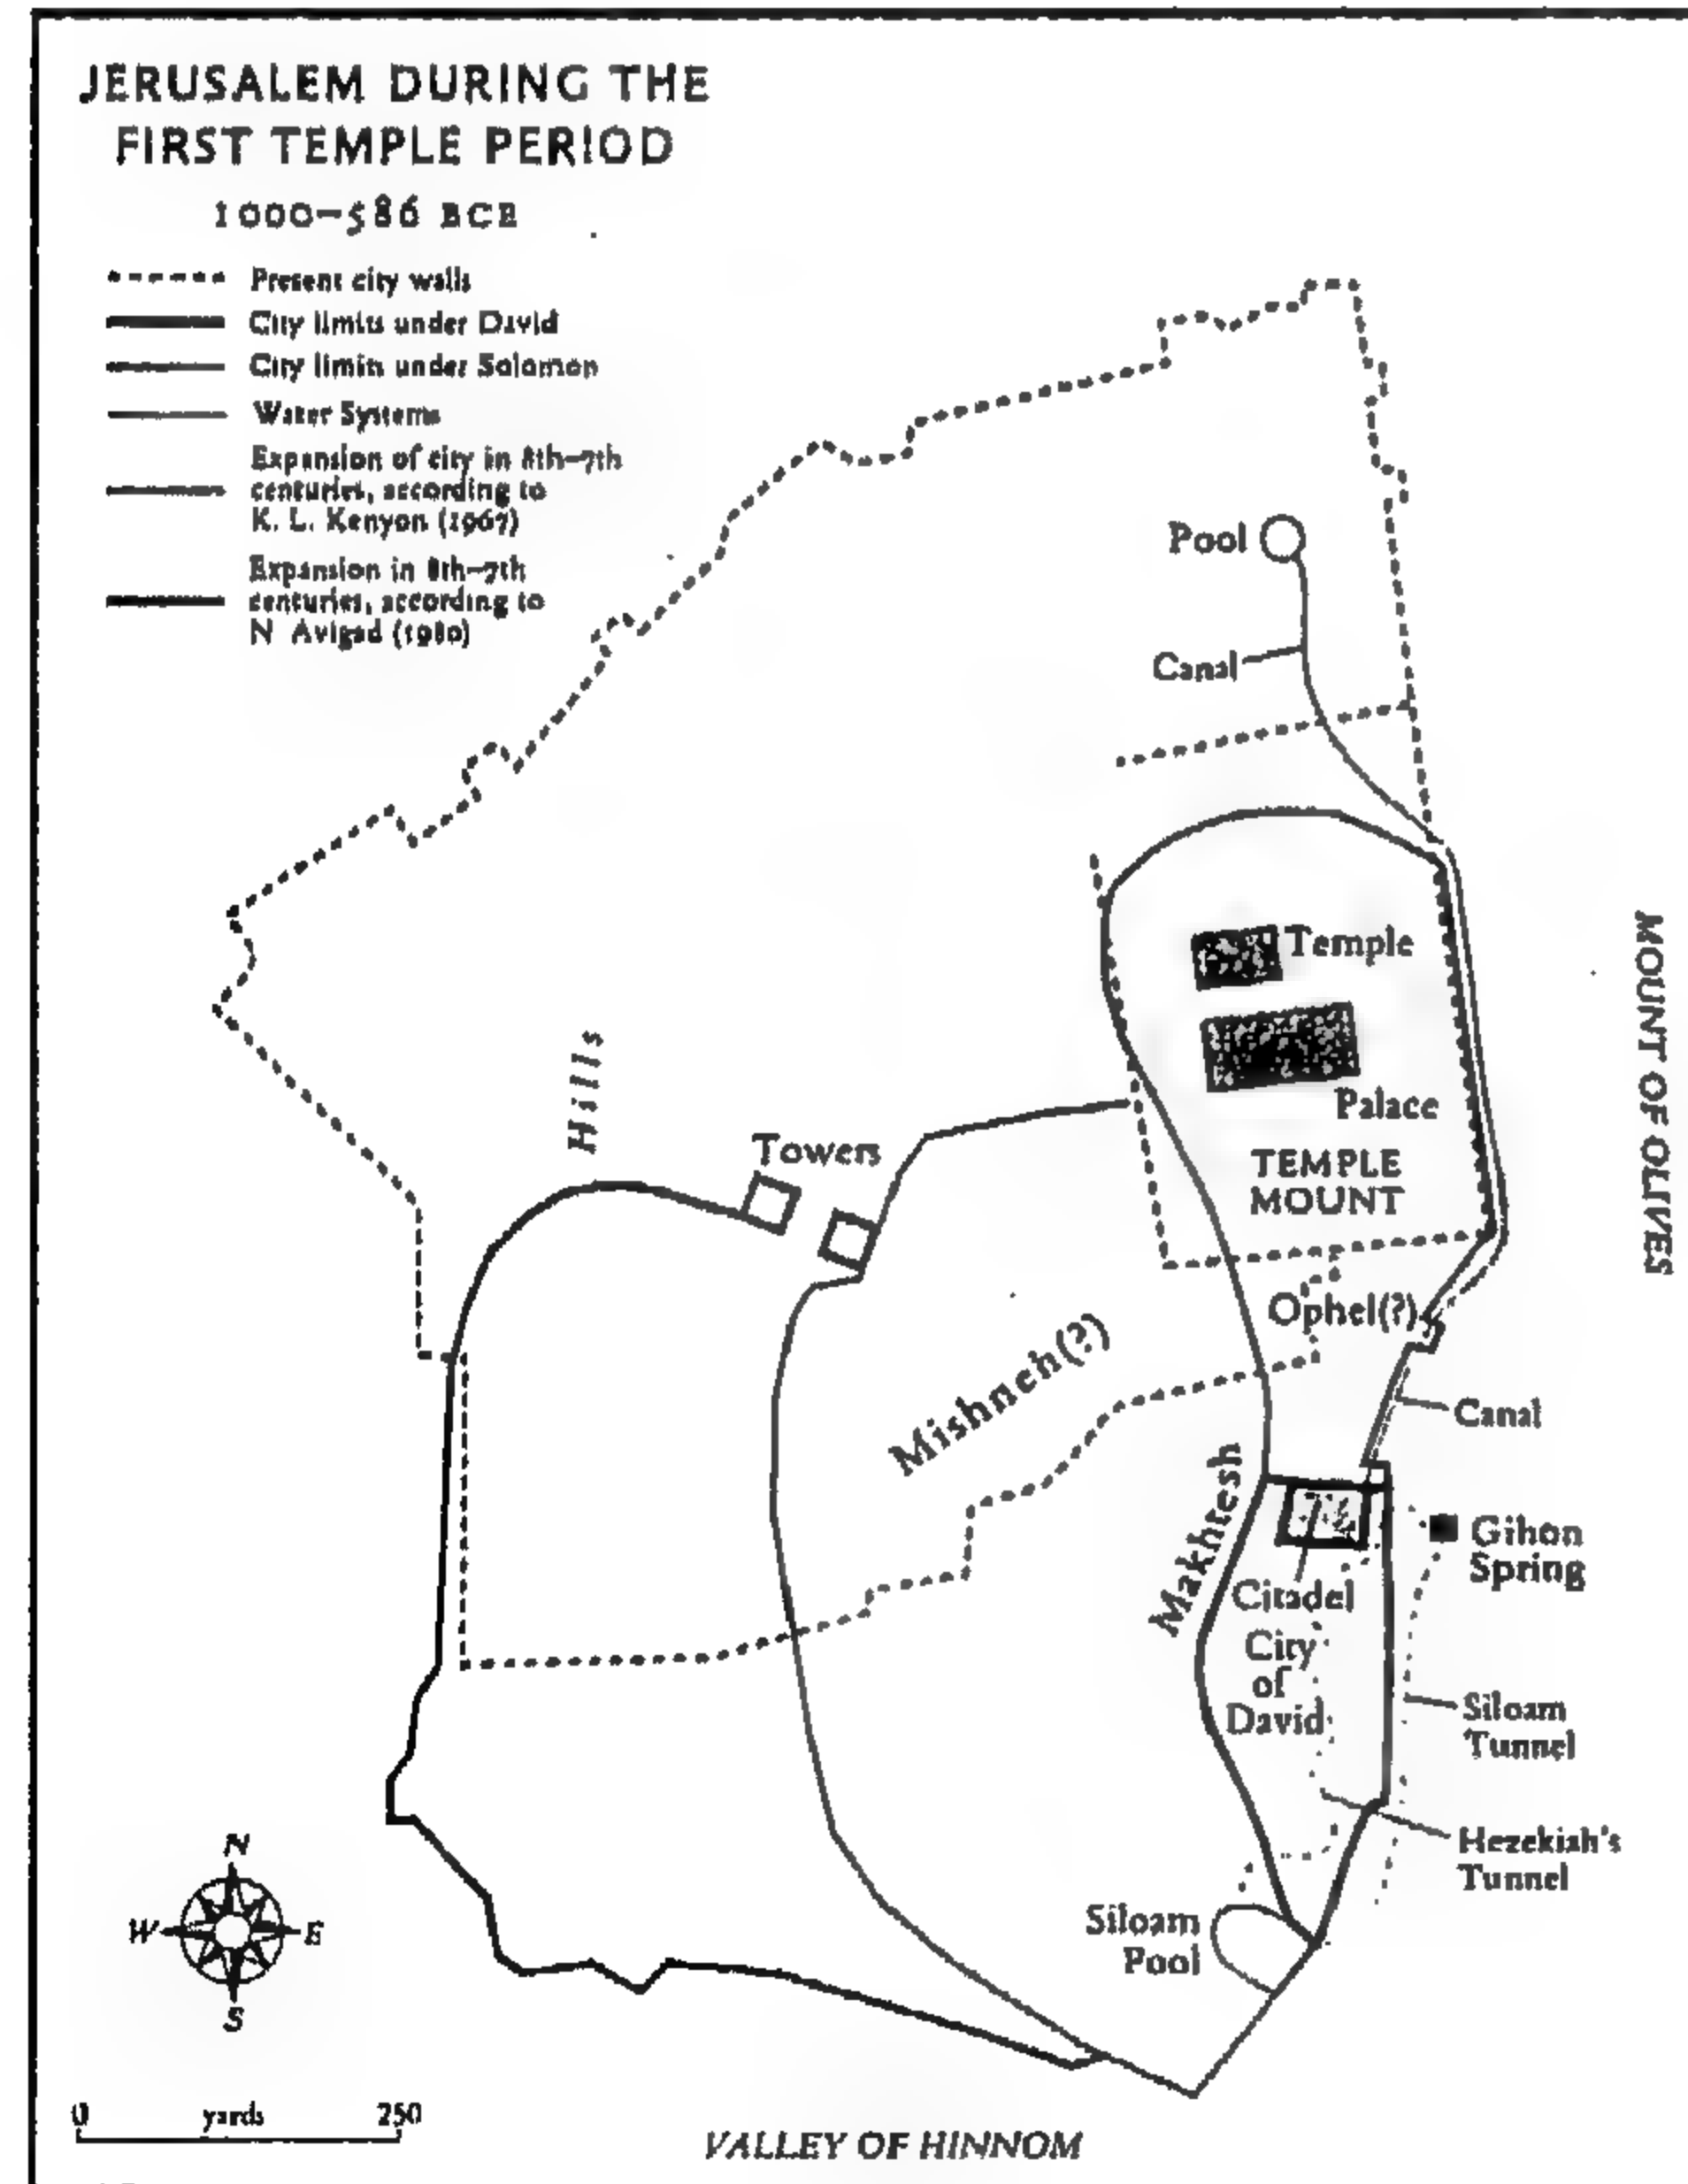 JERUSALEM DURING THE
FIRST TEMPLE PERIOD
1000–586 BCE
Present city walls
City limits under David
City limits under Solomon
Water Systems
Expansion of city in 8th–7th
centuries, according to
K. L. Kenyon (1967)
Expansion in 8th–7th
centuries, according to
N Avigad (1980)
Pool
Canal
Temple
Palace
TEMPLE
MOUNT
MOUNT OF OLIVES
Hills
Towers
Ophel(?)
Mishneh(?)
Canal
Makhtesh
Gihon
Spring
Citadel
City
of
David
Siloam
Tunnel
Hezekiah's
Tunnel
Siloam
Pool
N
W E
S
0 yards 250
VALLEY OF HINNOM